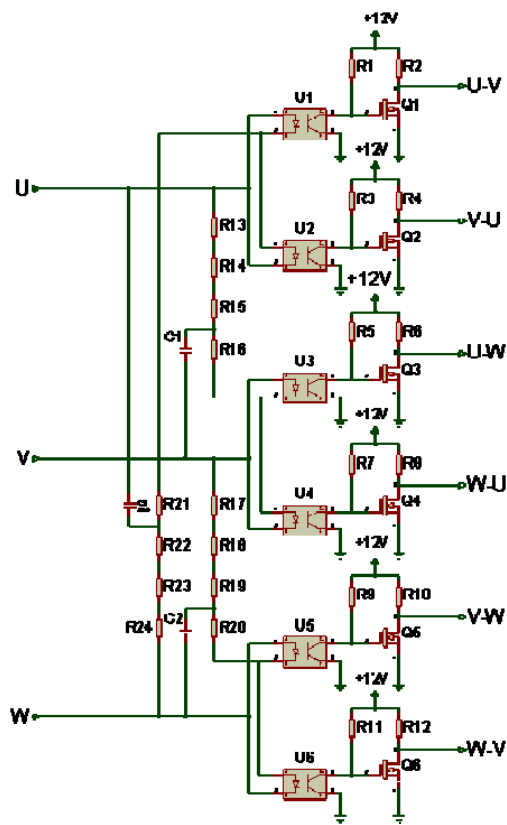 +12V
R1
R2
U1
U-V
Q1
+12V
U
R3
R4
R13
U2
V-U
Q2
R14
+12V
R15
R5
R6
C1
R16
U3
U-W
Q3
+12V
V
R7
R8
W-U
R21
R17
U4
Q4
R22
R18
+12V
R23
R19
R9
R10
R24
C2
R20
U5
V-W
Q5
+12V
W
R11
R12
W-V
U6
Q6